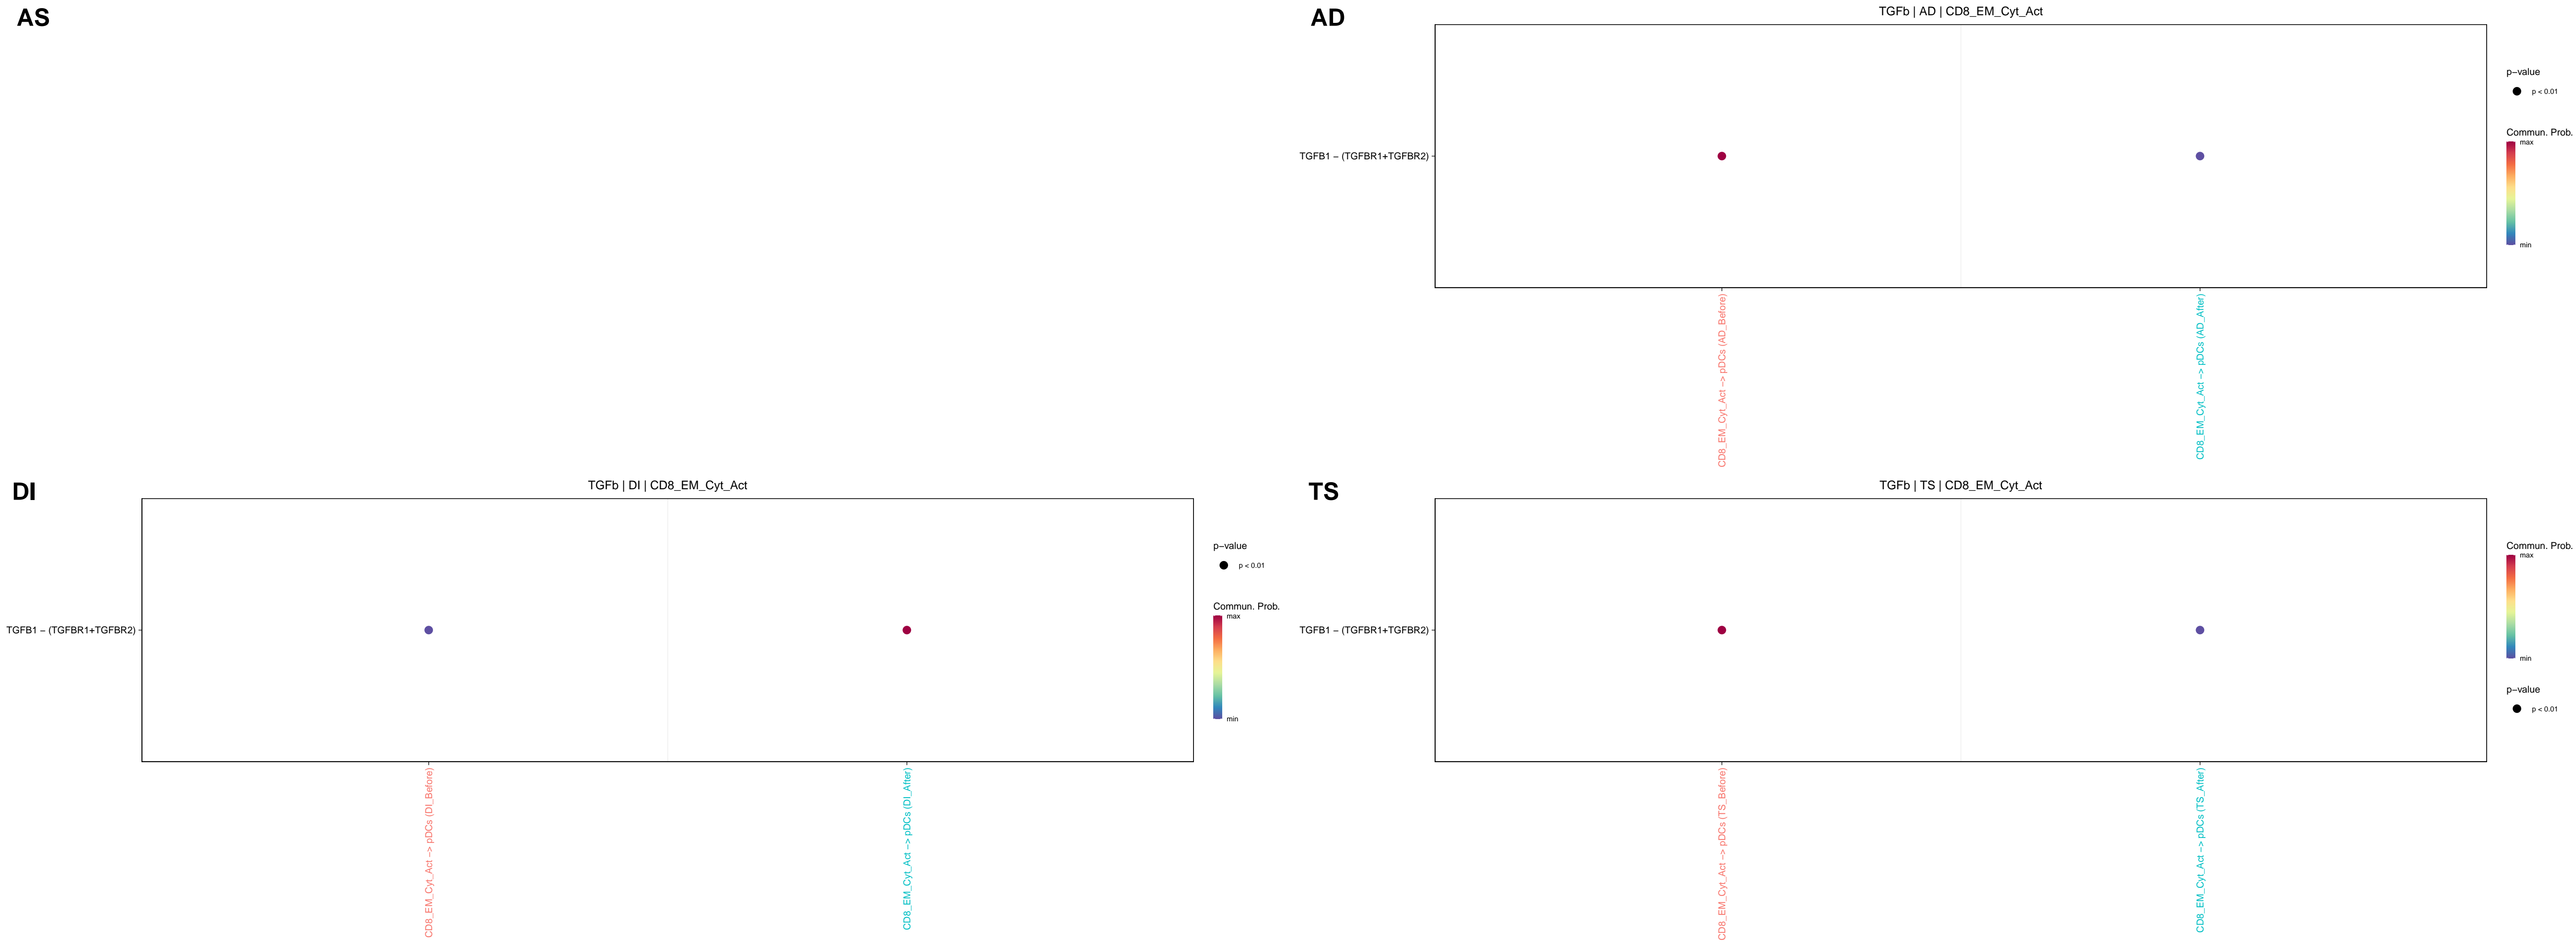 AS
AD
TGFb | AD | CD8_EM_Cyt_Act
TGFB1 − (TGFBR1+TGFBR2)
CD8_EM_Cyt_Act −> pDCs (AD_Before)
CD8_EM_Cyt_Act −> pDCs (AD_After)
p−value
p < 0.01
Commun. Prob.
max
min
DI
TGFb | DI | CD8_EM_Cyt_Act
TGFB1 − (TGFBR1+TGFBR2)
CD8_EM_Cyt_Act −> pDCs (DI_Before)
CD8_EM_Cyt_Act −> pDCs (DI_After)
p−value
p < 0.01
Commun. Prob.
max
min
TS
TGFb | TS | CD8_EM_Cyt_Act
TGFB1 − (TGFBR1+TGFBR2)
CD8_EM_Cyt_Act −> pDCs (TS_Before)
CD8_EM_Cyt_Act −> pDCs (TS_After)
Commun. Prob.
max
min
p−value
p < 0.01